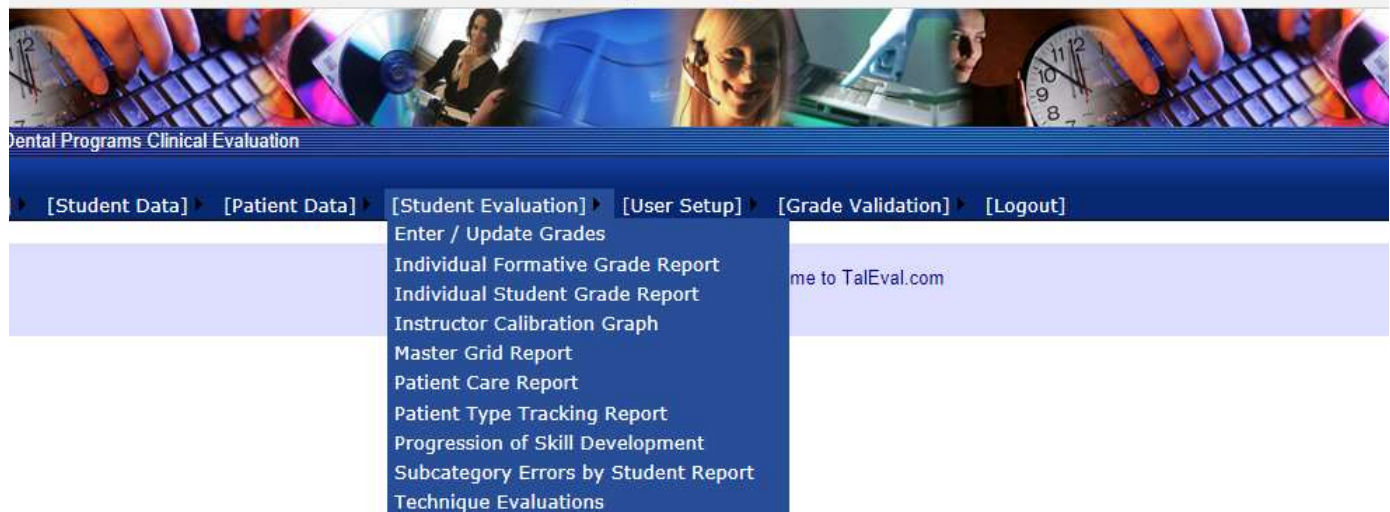 Dental Programs Clinical Evaluation
[Student Data] [Patient Data] [Student Evaluation] [User Setup] [Grade Validation] [Logout]
Enter / Update Grades
Individual Formative Grade Report
me to TalEval.com
Individual Student Grade Report
Instructor Calibration Graph
Master Grid Report
Patient Care Report
Patient Type Tracking Report
Progression of Skill Development
Subcategory Errors by Student Report
Technique Evaluations